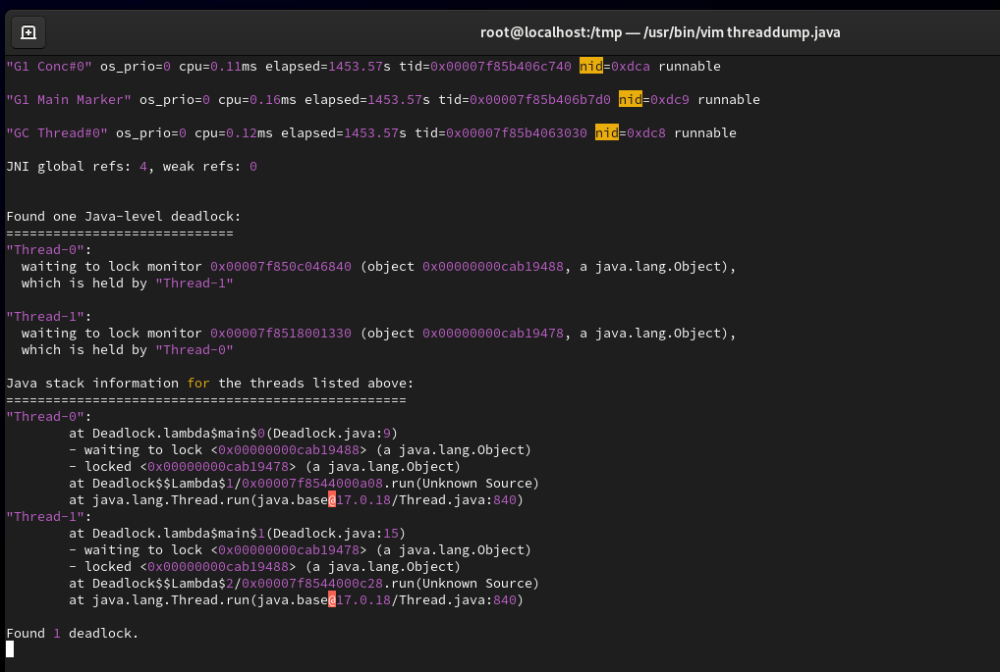 root@localhost:/tmp — /usr/bin/vim threaddump.java
"G1 Conc#0" os_prio=0 cpu=0.11ms elapsed=1453.57s tid=0x00007f85b406c740 nid=0xdca runnable
"G1 Main Marker" os_prio=0 cpu=0.16ms elapsed=1453.57s tid=0x00007f85b406b7d0 nid=0xdc9 runnable
"GC Thread#0" os_prio=0 cpu=0.12ms elapsed=1453.57s tid=0x00007f85b4063030 nid=0xdc8 runnable
JNI global refs: 4, weak refs: 0
Found one Java-level deadlock:
=============================
"Thread-0":
  waiting to lock monitor 0x00007f850c046840 (object 0x00000000cab19488, a java.lang.Object),
  which is held by "Thread-1"
"Thread-1":
  waiting to lock monitor 0x00007f8518001330 (object 0x00000000cab19478, a java.lang.Object),
  which is held by "Thread-0"
Java stack information for the threads listed above:
===================================================
"Thread-0":
        at Deadlock.lambda$main$0(Deadlock.java:9)
        - waiting to lock <0x00000000cab19488> (a java.lang.Object)
        - locked <0x00000000cab19478> (a java.lang.Object)
        at Deadlock$$Lambda$1/0x00007f8544000a08.run(Unknown Source)
        at java.lang.Thread.run(java.base@17.0.18/Thread.java:840)
"Thread-1":
        at Deadlock.lambda$main$1(Deadlock.java:15)
        - waiting to lock <0x00000000cab19478> (a java.lang.Object)
        - locked <0x00000000cab19488> (a java.lang.Object)
        at Deadlock$$Lambda$2/0x00007f8544000c28.run(Unknown Source)
        at java.lang.Thread.run(java.base@17.0.18/Thread.java:840)
Found 1 deadlock.